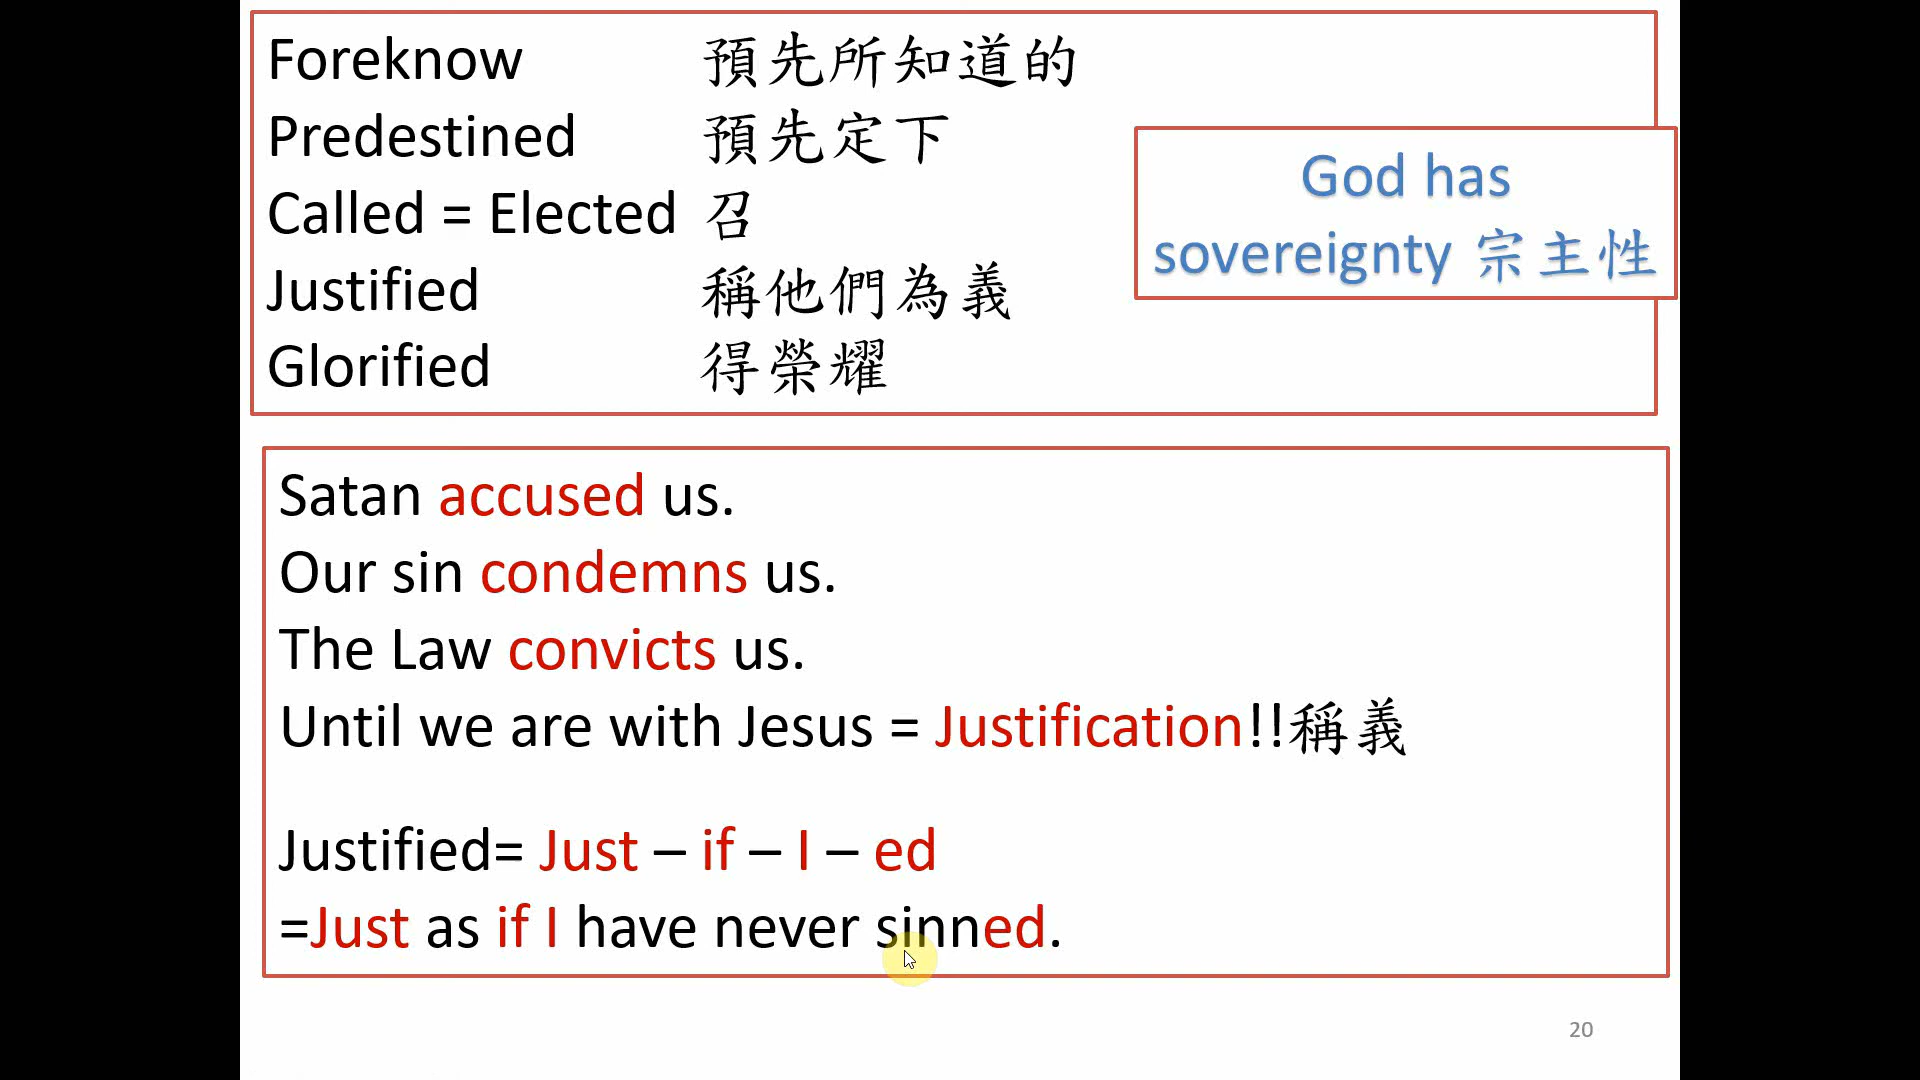 Foreknow 預先所知道的
Predestined 預先定下
Called = Elected 召
Justified 稱他們為義
Glorified 得榮耀
God has
sovereignty 宗主性
Satan accused us.
Our sin condemns us.
The Law convicts us.
Until we are with Jesus = Justification!!稱義
Justified= Just – if – I – ed
=Just as if I have never sinned.
20